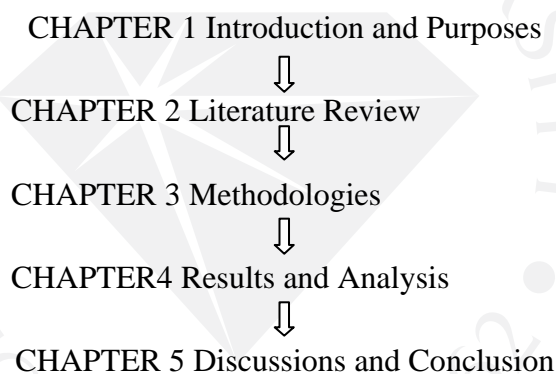 CHAPTER 1 Introduction and Purposes
CHAPTER 2 Literature Review
CHAPTER 3 Methodologies
CHAPTER4 Results and Analysis
CHAPTER 5 Discussions and Conclusion